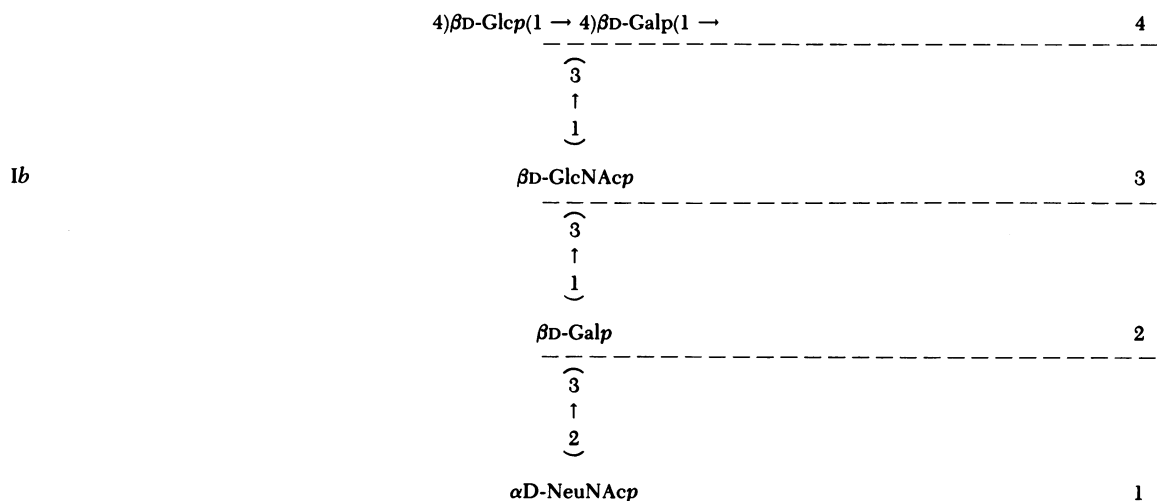 4)βD-Glcp(1 → 4)βD-Galp(1 → 4
(3
↑
1)
Ib βD-GlcNAcp 3
(3
↑
1)
βD-Galp 2
(3
↑
2)
αD-NeuNAcp 1